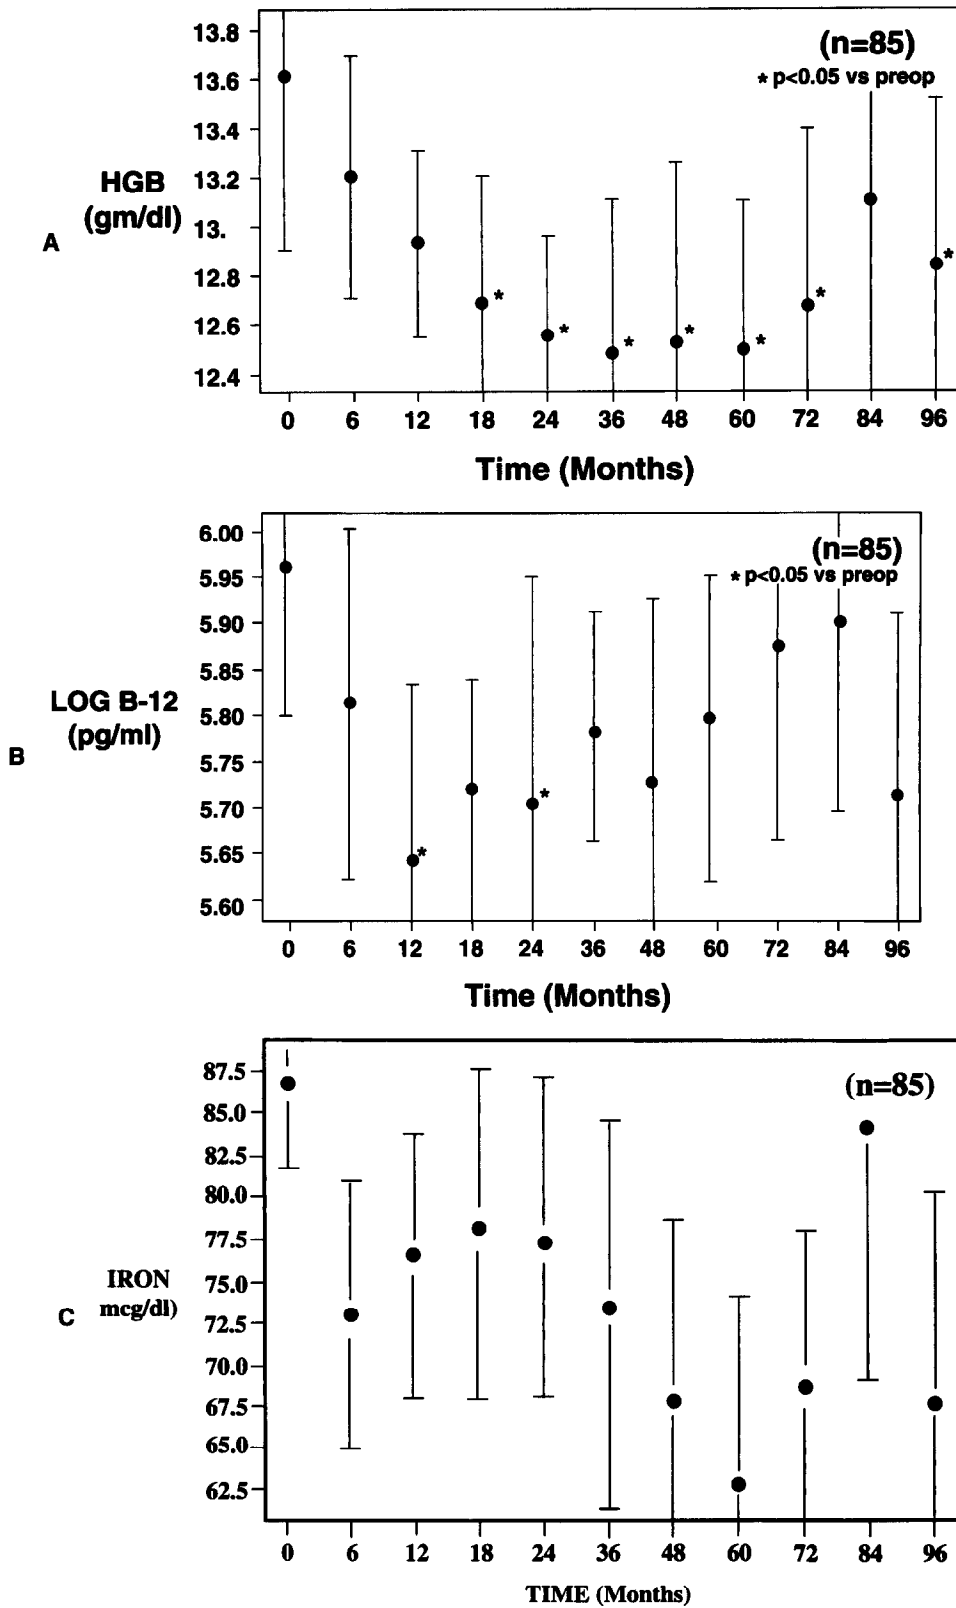 13.8
(n=85)
* p<0.05 vs preop
13.6
13.4
HGB
(gm/dl)
13.2
13.
12.8
12.6
12.4
A
*
*
*
*
*
*
*
0 6 12 18 24 36 48 60 72 84 96
Time (Months)
6.00
(n=85)
* p<0.05 vs preop
5.95
5.90
5.85
LOG B-12
(pg/ml)
5.80
5.75
5.70
5.65
5.60
B
*
*
0 6 12 18 24 36 48 60 72 84 96
Time (Months)
87.5
(n=85)
85.0
82.5
80.0
77.5
IRON
mcg/dl)
75.0
72.5
70.0
67.5
65.0
62.5
C
0 6 12 18 24 36 48 60 72 84 96
TIME (Months)